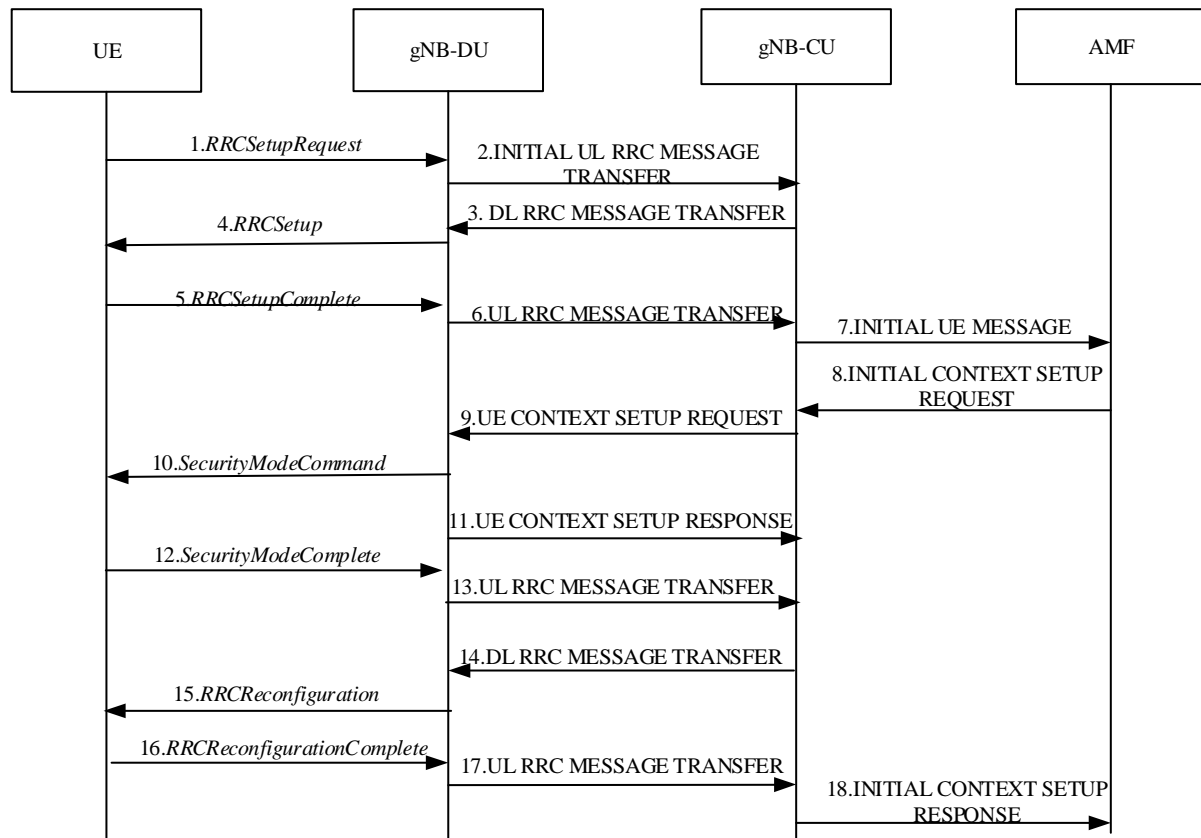 UE
gNB-DU
gNB-CU
AMF
1.RRCSetupRequest
2.INITIAL UL RRC MESSAGE
TRANSFER
3. DL RRC MESSAGE TRANSFER
4.RRCSetup
5.RRCSetupComplete
6.UL RRC MESSAGE TRANSFER
7.INITIAL UE MESSAGE
8.INITIAL CONTEXT SETUP
REQUEST
9.UE CONTEXT SETUP REQUEST
10.SecurityModeCommand
11.UE CONTEXT SETUP RESPONSE
12.SecurityModeComplete
13.UL RRC MESSAGE TRANSFER
14.DL RRC MESSAGE TRANSFER
15.RRCReconfiguration
16.RRCReconfigurationComplete
17.UL RRC MESSAGE TRANSFER
18.INITIAL CONTEXT SETUP
RESPONSE